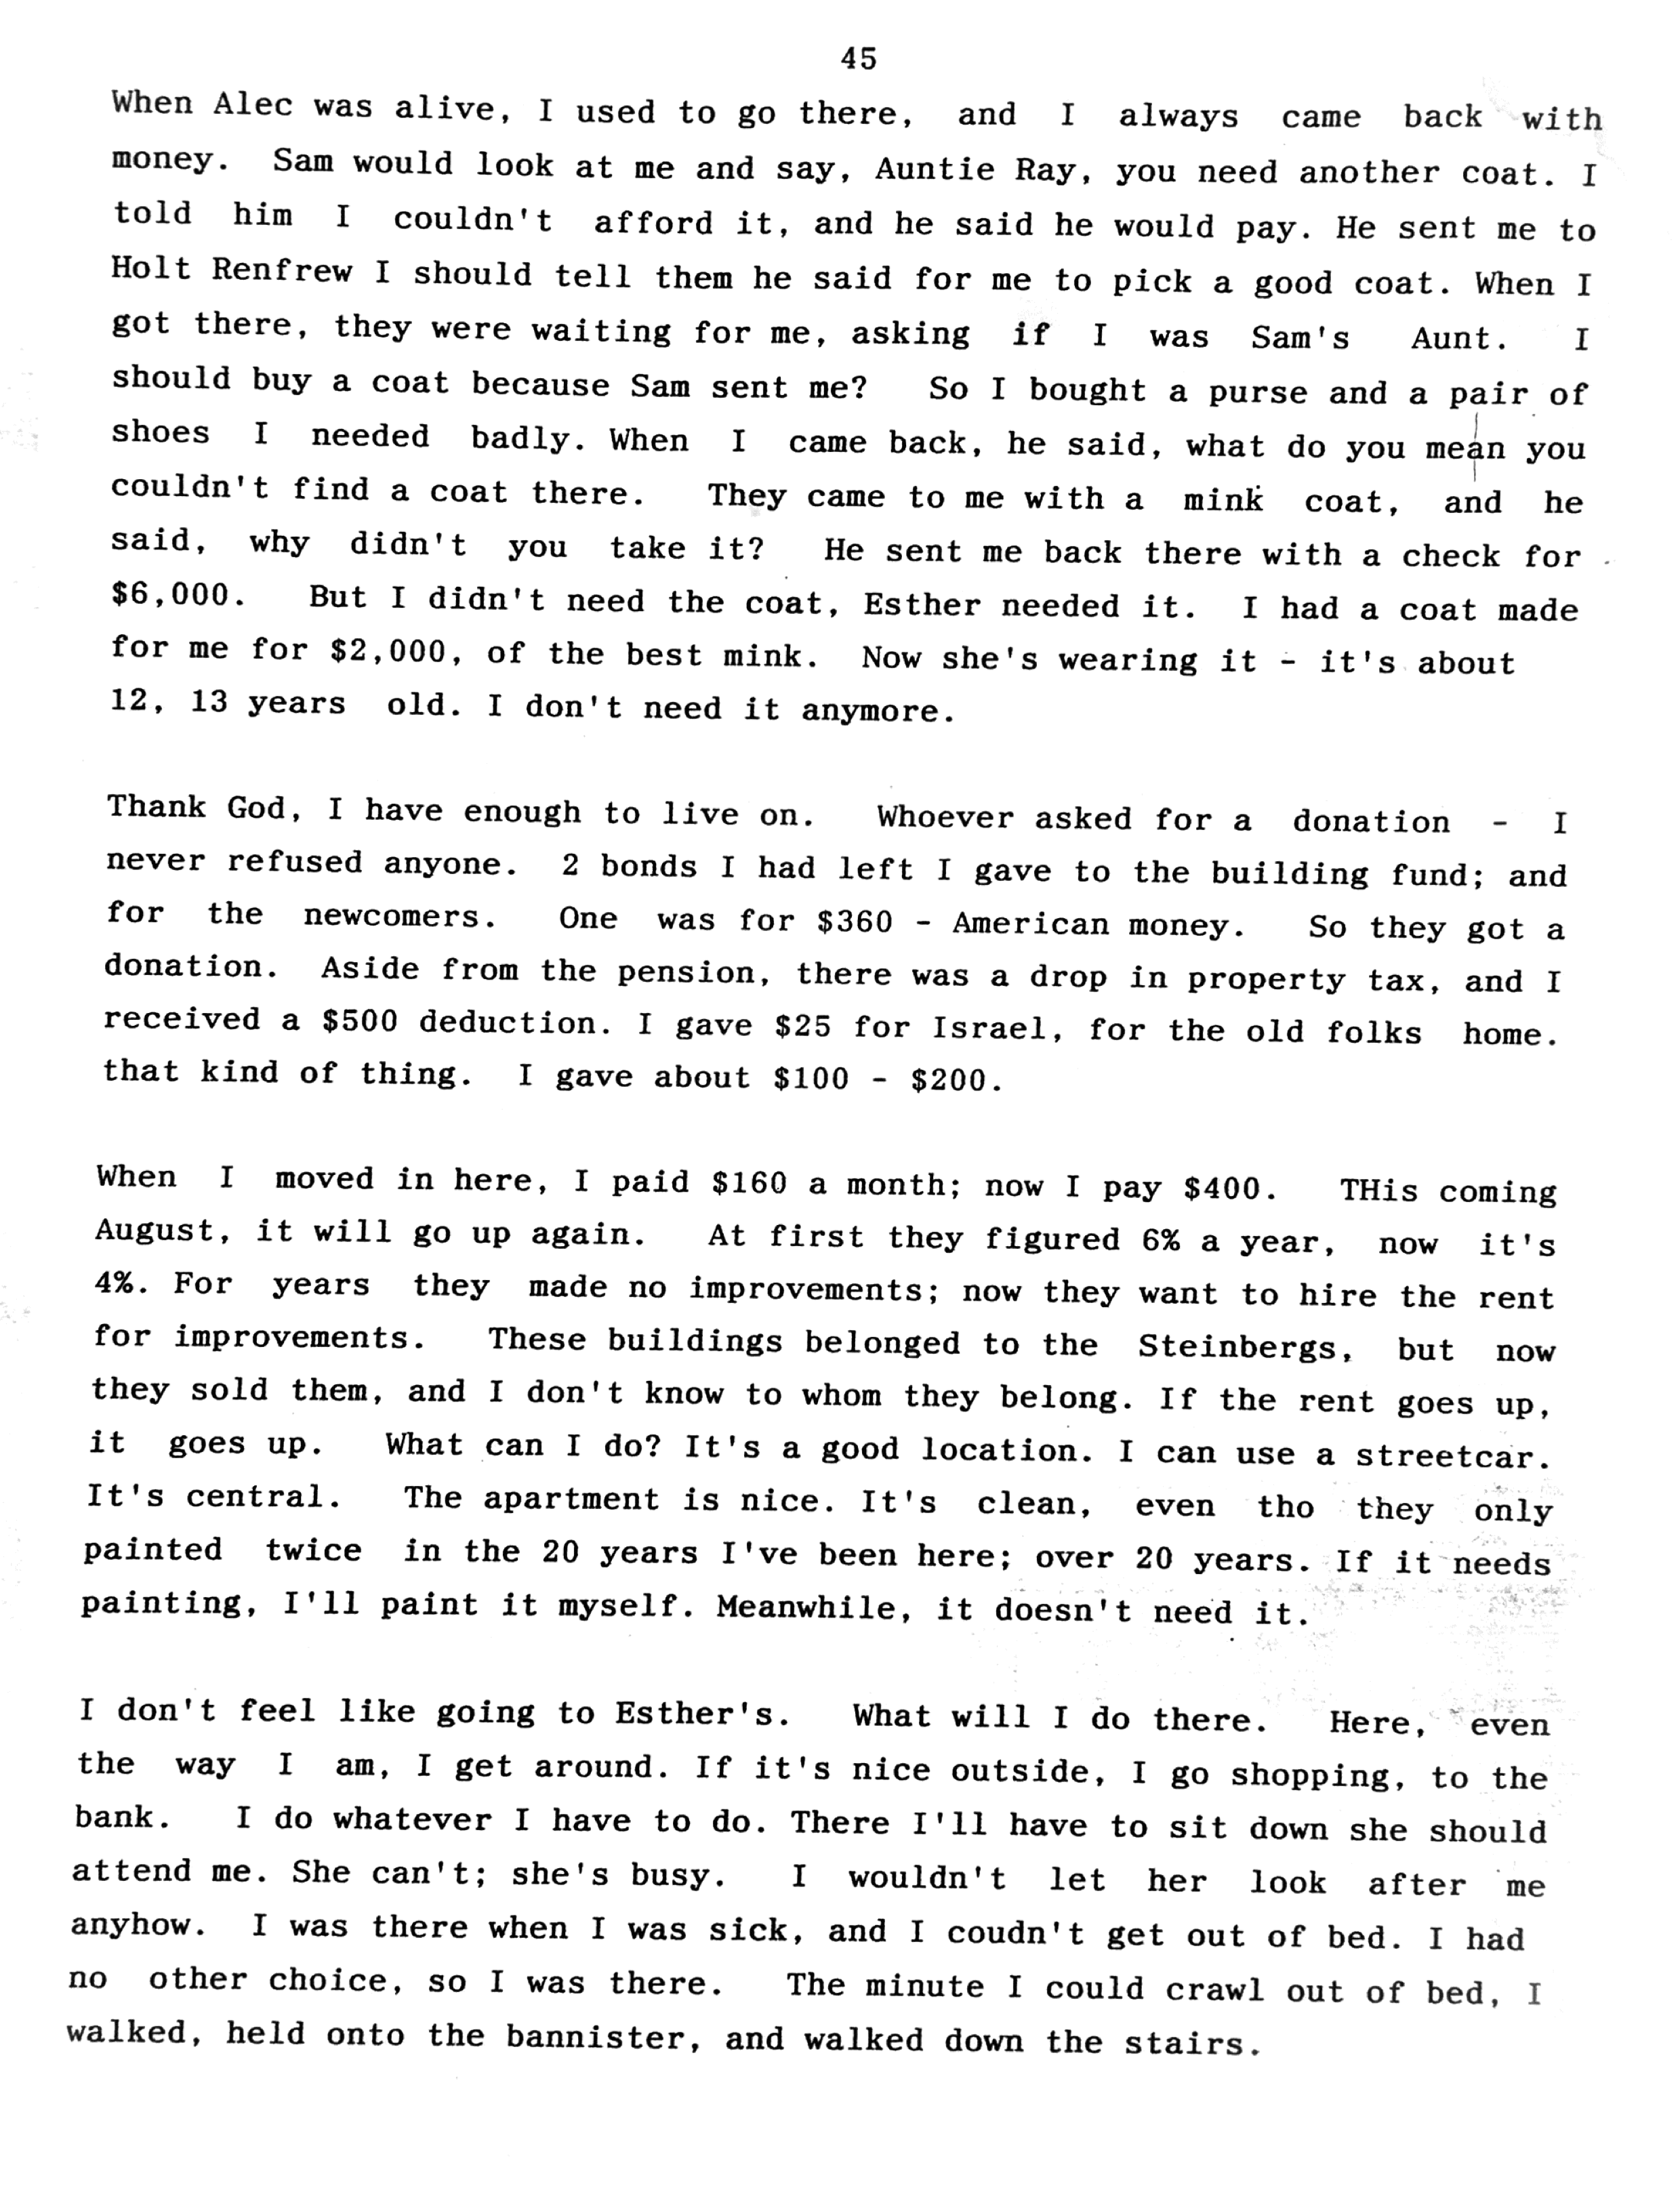 45
When Alec was alive, I used to go there, and I always came back with
money. Sam would look at me and say, Auntie Ray, you need another coat. I
told him I couldn't afford it, and he said he would pay. He sent me to
Holt Renfrew I should tell them he said for me to pick a good coat. When I
got there, they were waiting for me, asking if I was Sam's Aunt. I
should buy a coat because Sam sent me? So I bought a purse and a pair of
shoes I needed badly. When I came back, he said, what do you mean you
couldn't find a coat there. They came to me with a mink coat, and he
said, why didn't you take it? He sent me back there with a check for
$6,000. But I didn't need the coat, Esther needed it. I had a coat made
for me for $2,000, of the best mink. Now she's wearing it - it's about
12, 13 years old. I don't need it anymore.
Thank God, I have enough to live on. Whoever asked for a donation - I
never refused anyone. 2 bonds I had left I gave to the building fund; and
for the newcomers. One was for $360 - American money. So they got a
donation. Aside from the pension, there was a drop in property tax, and I
received a $500 deduction. I gave $25 for Israel, for the old folks home.
that kind of thing. I gave about $100 - $200.
When I moved in here, I paid $160 a month; now I pay $400. THis coming
August, it will go up again. At first they figured 6% a year, now it's
4%. For years they made no improvements; now they want to hire the rent
for improvements. These buildings belonged to the Steinbergs, but now
they sold them, and I don't know to whom they belong. If the rent goes up,
it goes up. What can I do? It's a good location. I can use a streetcar.
It's central. The apartment is nice. It's clean, even tho they only
painted twice in the 20 years I've been here; over 20 years. If it needs
painting, I'll paint it myself. Meanwhile, it doesn't need it.
I don't feel like going to Esther's. What will I do there. Here, even
the way I am, I get around. If it's nice outside, I go shopping, to the
bank. I do whatever I have to do. There I'll have to sit down she should
attend me. She can't; she's busy. I wouldn't let her look after me
anyhow. I was there when I was sick, and I coudn't get out of bed. I had
no other choice, so I was there. The minute I could crawl out of bed, I
walked, held onto the bannister, and walked down the stairs.